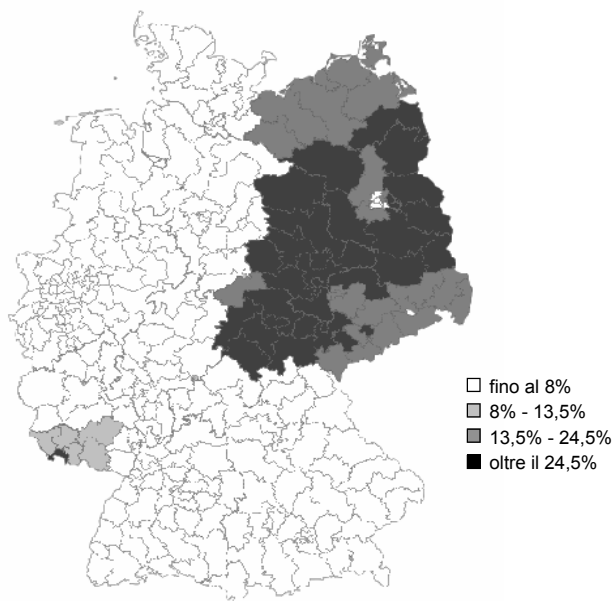 fino al 8%
8% - 13,5%
13,5% - 24,5%
oltre il 24,5%